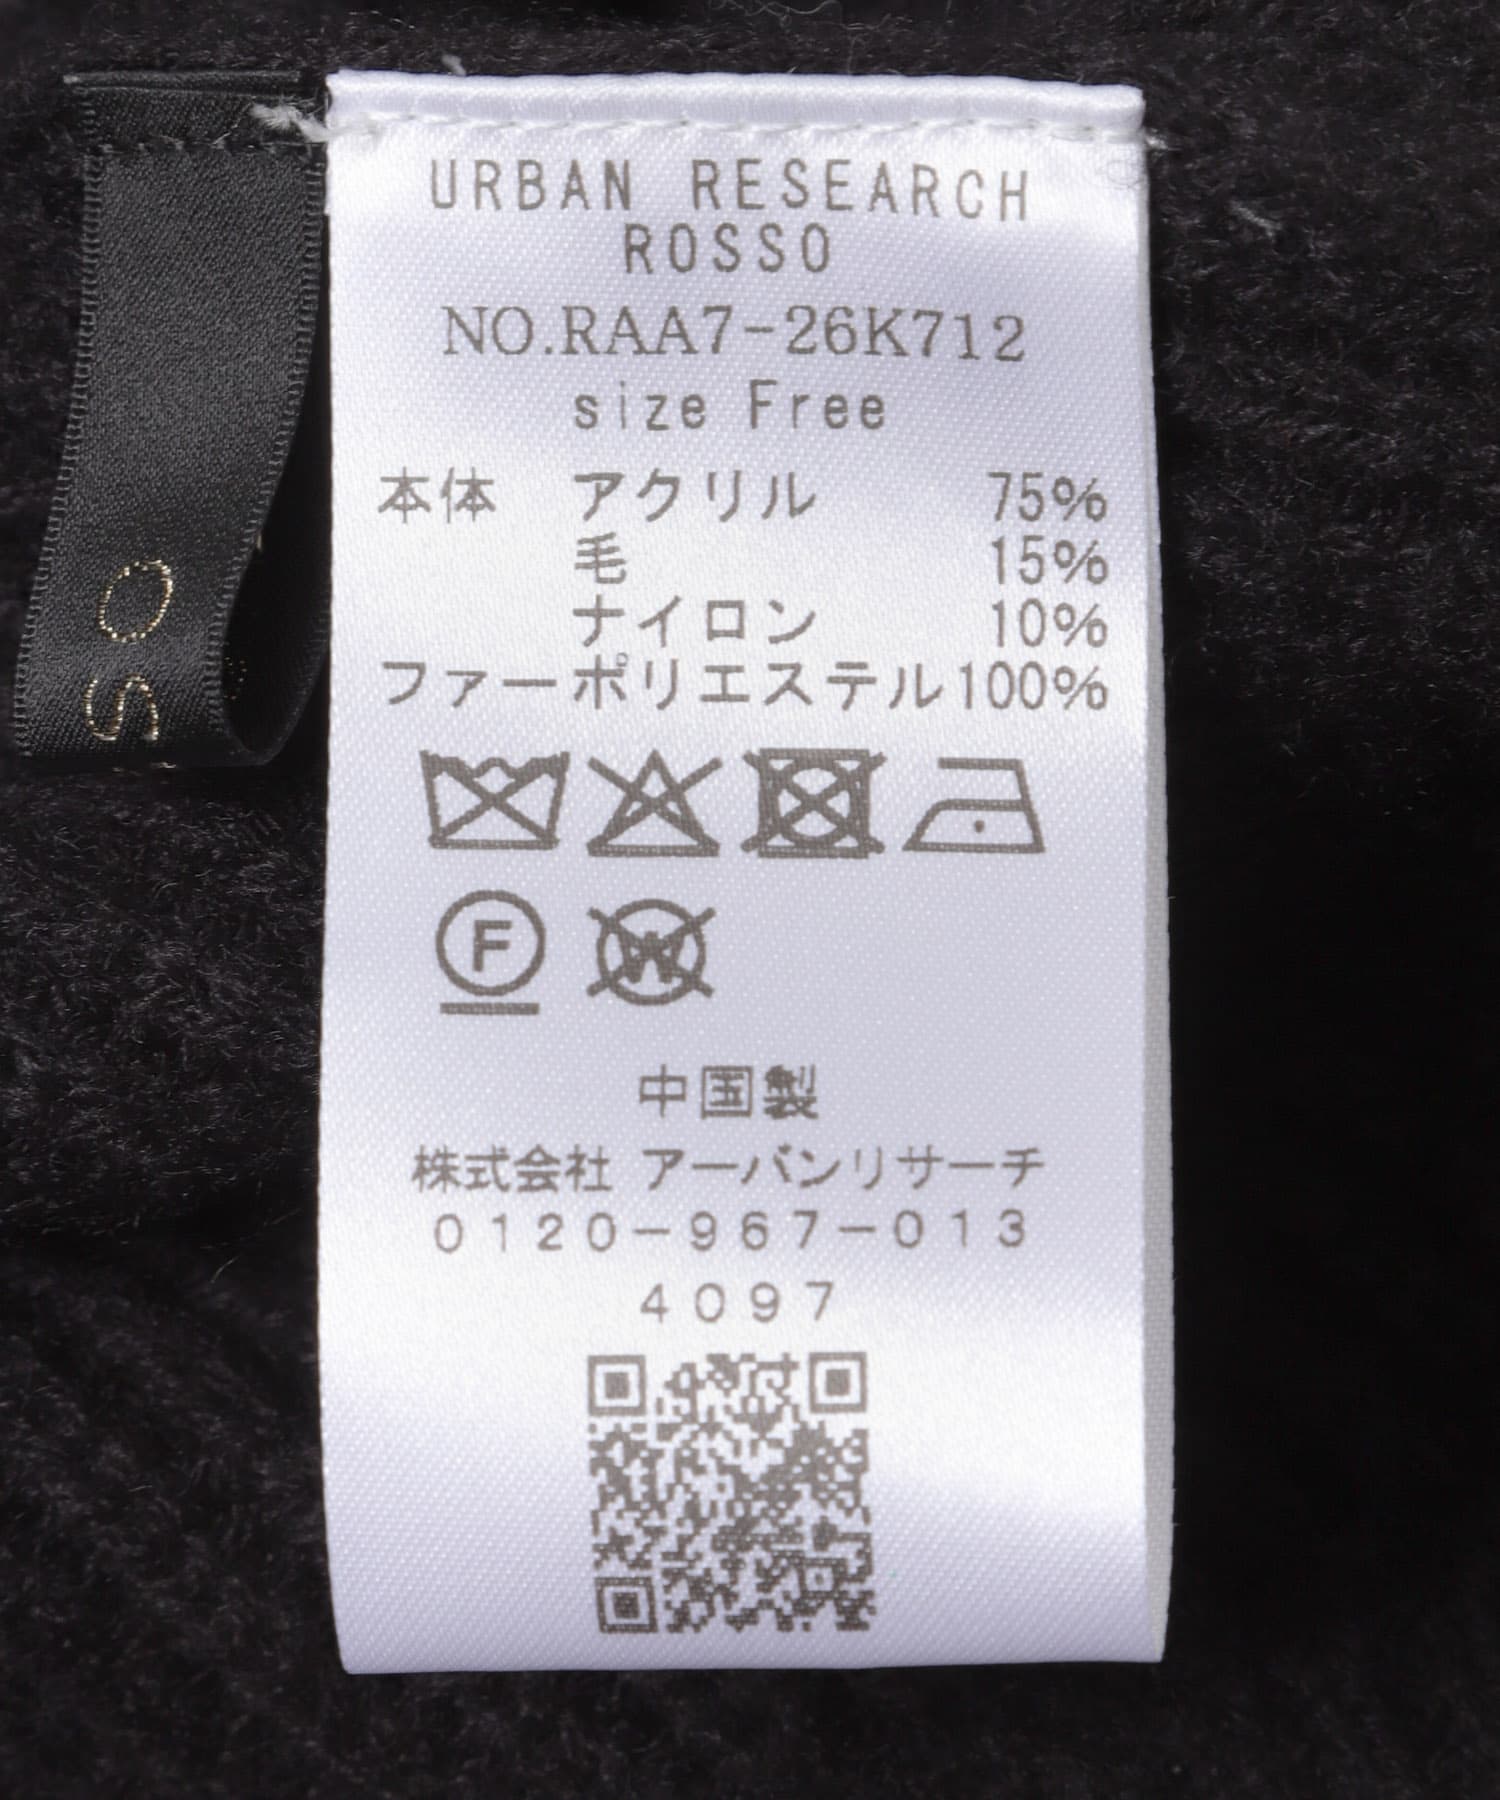 URBAN RESEARCH
ROSSO
NO.RAA7-26K712
size Free
本体 アクリル 75%
毛 15%
ナイロン 10%
ファーポリエステル100%
F W
中国製
株式会社 アーバンリサーチ
0120-967-013
4097
SO